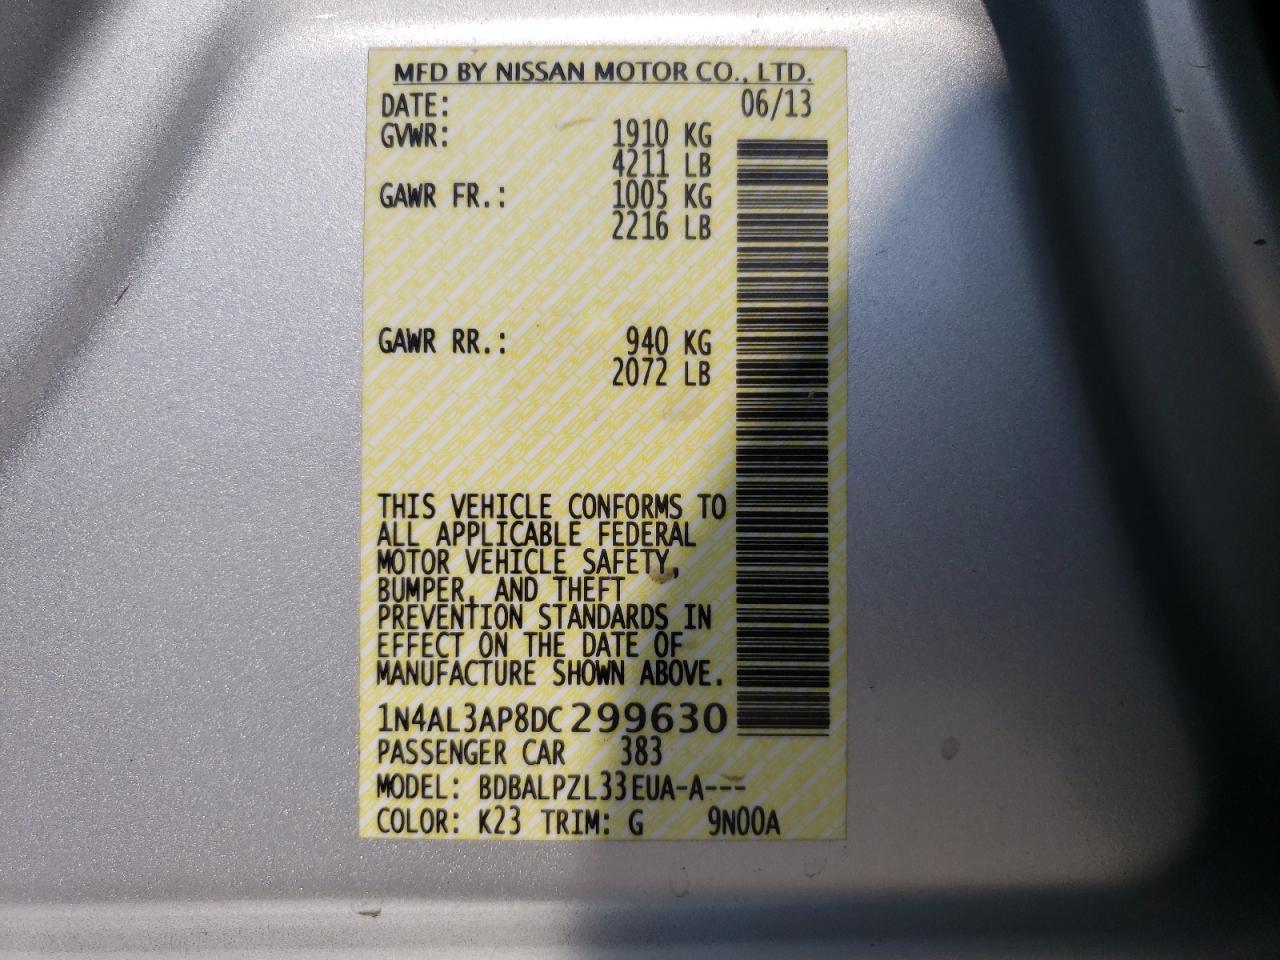 MFD BY NISSAN MOTOR CO., LTD.
DATE: 06/13
GVWR: 1910 KG
4211 LB
GAWR FR.: 1005 KG
2216 LB
GAWR RR.: 940 KG
2072 LB
THIS VEHICLE CONFORMS TO
ALL APPLICABLE FEDERAL
MOTOR VEHICLE SAFETY,
BUMPER, AND THEFT
PREVENTION STANDARDS IN
EFFECT ON THE DATE OF
MANUFACTURE SHOWN ABOVE.
1N4AL3AP8DC299630
PASSENGER CAR 383
MODEL: BDBALPZL33EUA-A---
COLOR: K23 TRIM: G 9N00A